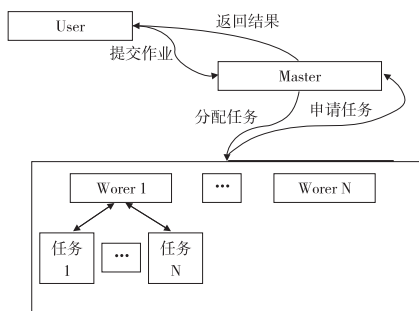 User
返回结果
提交作业
Master
分配任务
申请任务
Worer 1
...
Worer N
任务
1
...
任务
N